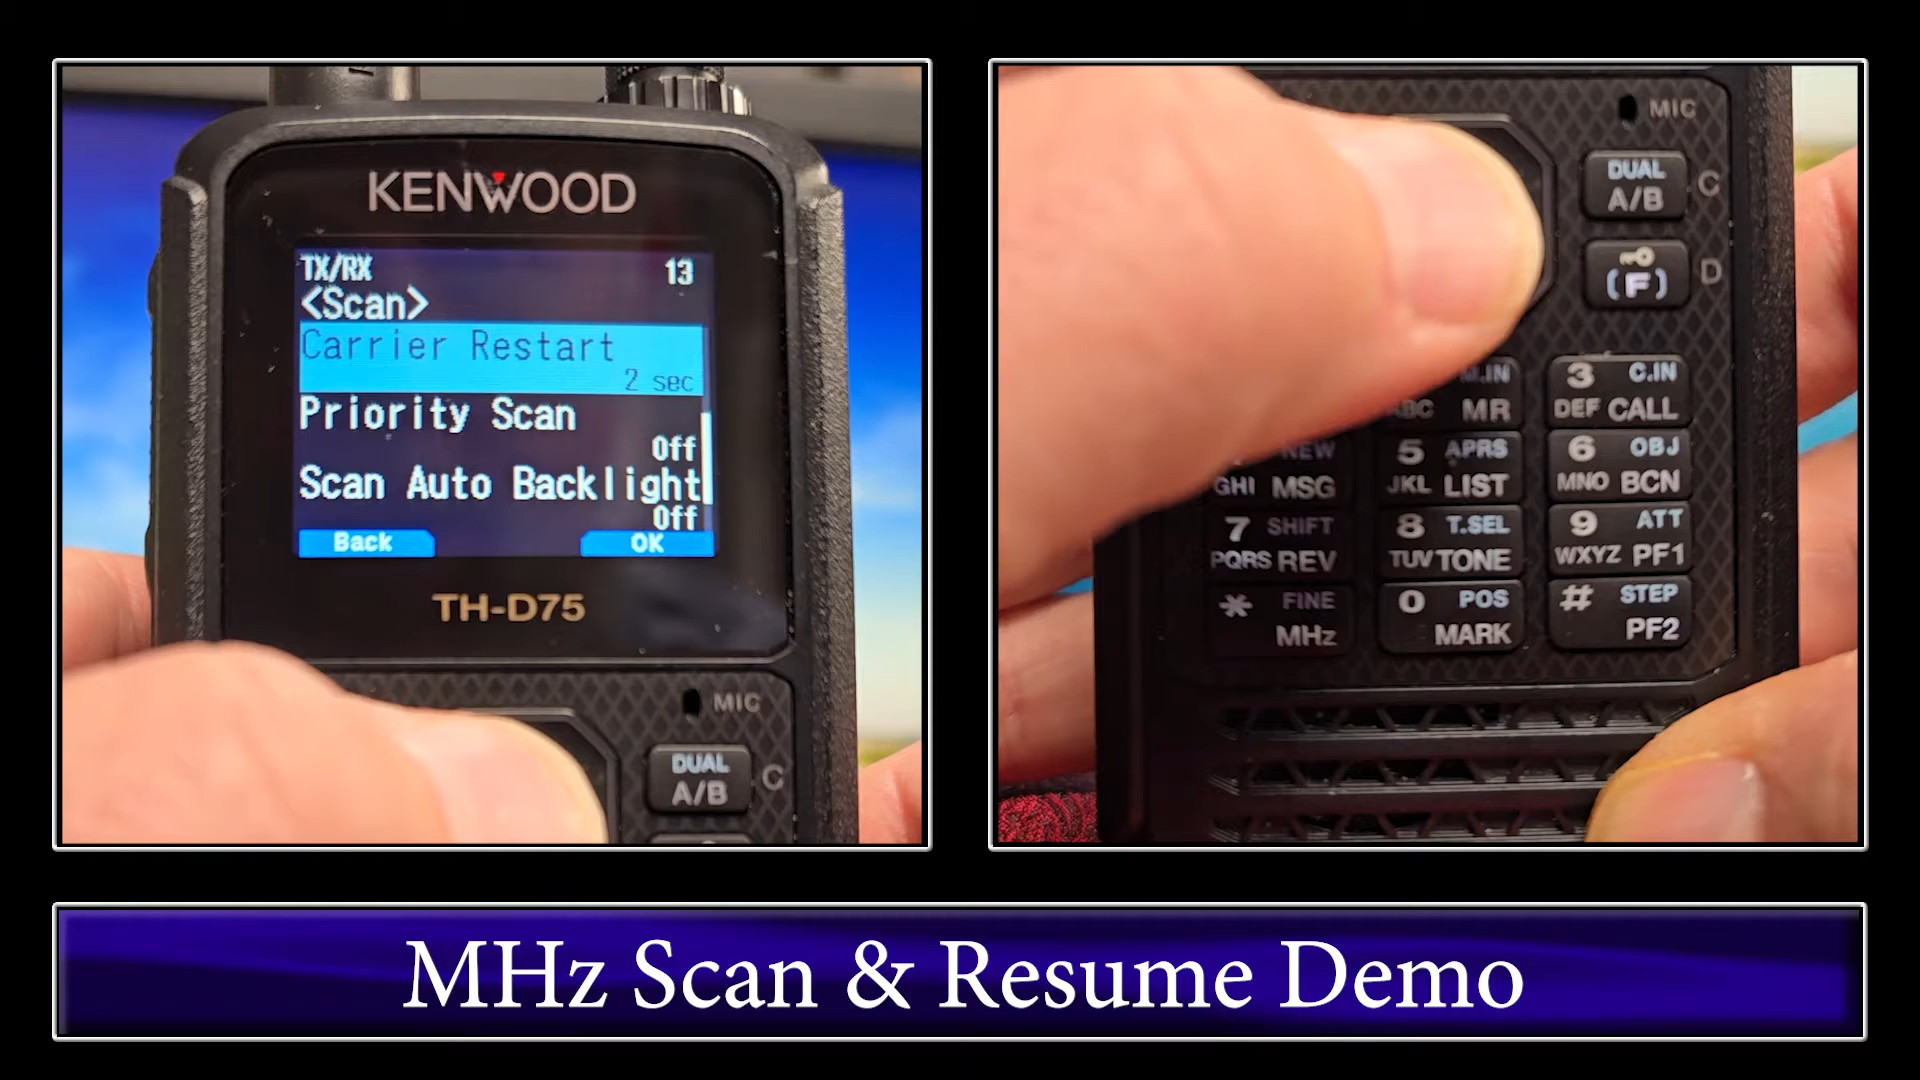 KENWOOD
TX/RX 13
<Scan>
Carrier Restart
2 sec
Priority Scan
Off
Scan Auto Backlight
Off
Back OK
TH-D75
MIC
DUAL
A/B C
MIC
DUAL
A/B C
(F) D
M.IN 3 C.IN
ABC MR DEF CALL
NEW 5 APRS 6 OBJ
GHI MSG JKL LIST MNO BCN
7 SHIFT 8 T.SEL 9 ATT
PQRS REV TUV TONE WXYZ PF1
* FINE 0 POS # STEP
MHz MARK PF2
MHz Scan & Resume Demo